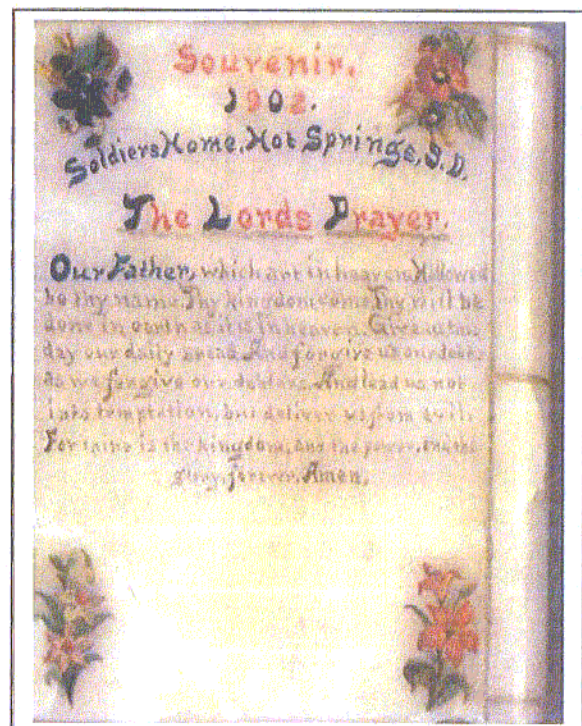 Souvenir.
1902.
Soldiers Home, Hot Springs, S.D.
The Lords Prayer.
Our Father, which art in heaven, Hallowed
be thy name. Thy kingdom come. Thy will be
done in earth as it is in heaven. Give us this
day our daily bread. And forgive us our debts
as we forgive our debtors. And lead us not
into temptation, but deliver us from evil.
For thine is the kingdom, and the power, and the
glory, forever, Amen.